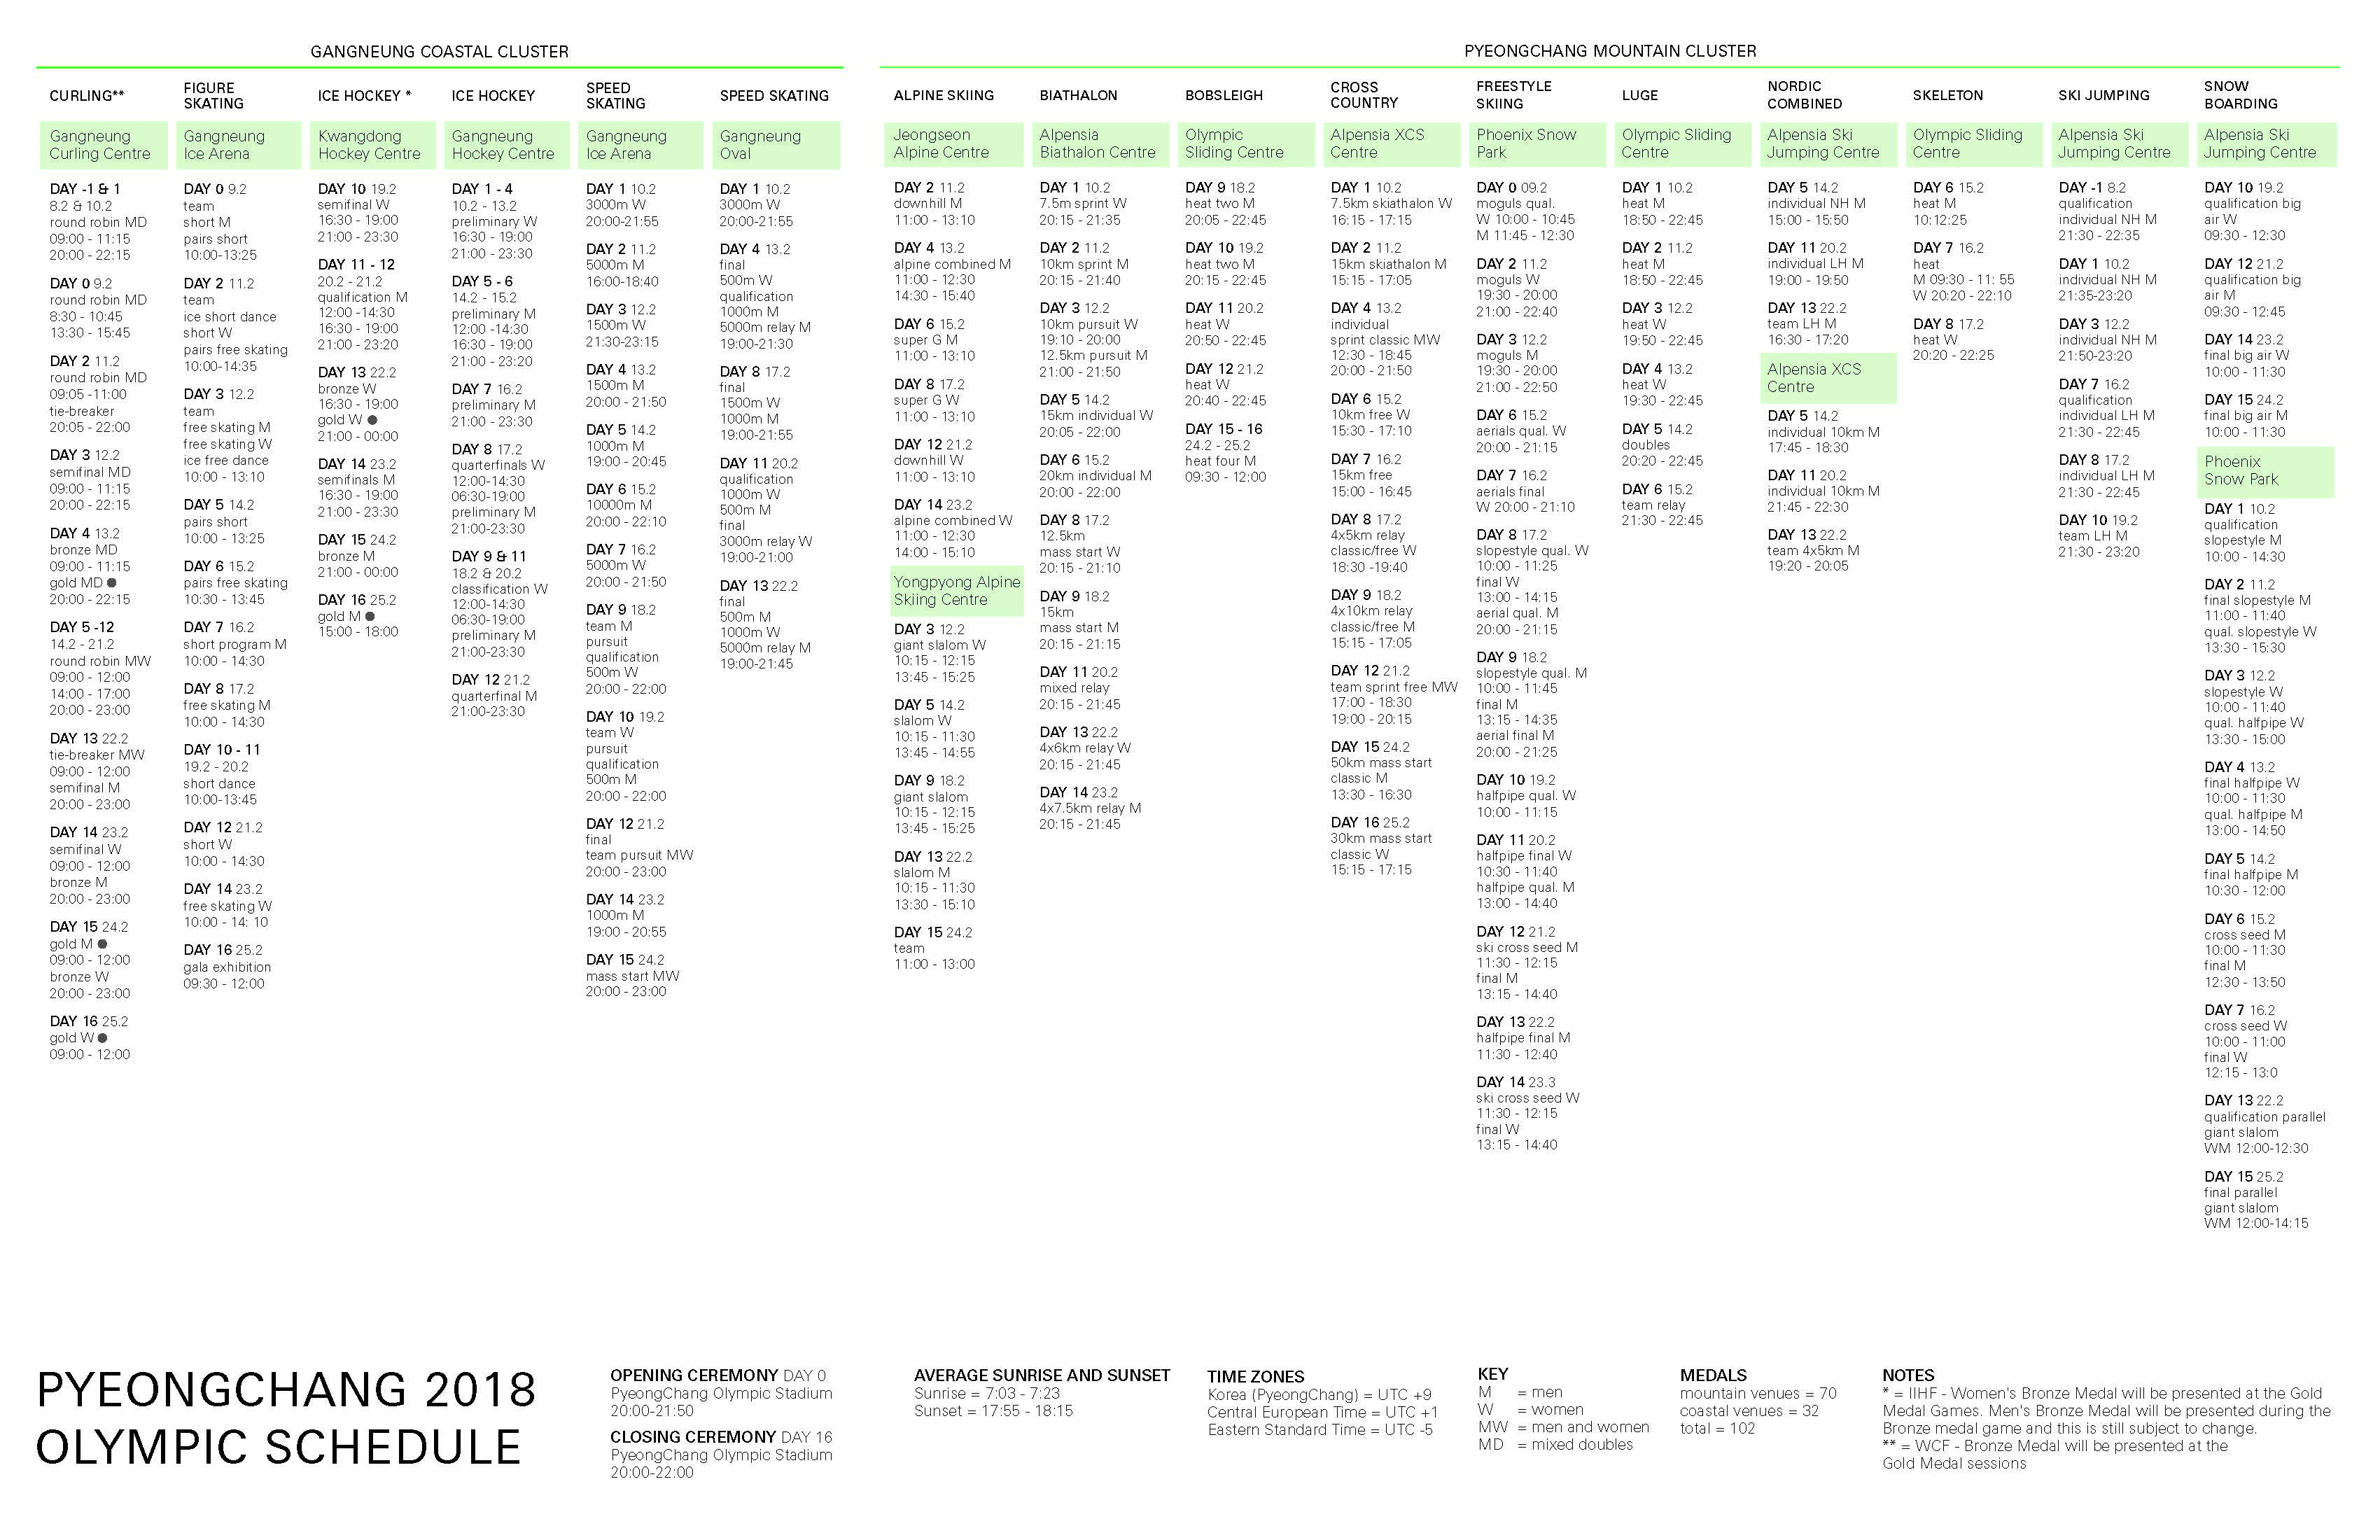 GANGNEUNG COASTAL CLUSTER
CURLING**
Gangneung
Curling Centre
DAY -1 & 1
8.2 & 10.2
round robin MD
09:00 - 11:15
20:00 - 22:15
DAY 0 9.2
round robin MD
8:30 - 10:45
13:30 - 15:45
DAY 2 11.2
round robin MD
09:05 -11:00
tie-breaker
20:05 - 22:00
DAY 3 12.2
semifinal MD
09:00 - 11:15
20:00 - 22:15
DAY 4 13.2
bronze MD
09:00 - 11:15
gold MD ●
20:00 - 22:15
DAY 5 -12
14.2 - 21.2
round robin MW
09:00 - 12:00
14:00 - 17:00
20:00 - 23:00
DAY 13 22.2
tie-breaker MW
09:00 - 12:00
semifinal M
20:00 - 23:00
DAY 14 23.2
semifinal W
09:00 - 12:00
bronze M
20:00 - 23:00
DAY 15 24.2
gold M ●
09:00 - 12:00
bronze W
20:00 - 23:00
DAY 16 25.2
gold W ●
09:00 - 12:00
FIGURE
SKATING
Gangneung
Ice Arena
DAY 0 9.2
team
short M
pairs short
10:00-13:25
DAY 2 11.2
team
ice short dance
short W
pairs free skating
10:00-14:35
DAY 3 12.2
team
free skating M
free skating W
ice free dance
10:00 - 13:10
DAY 5 14.2
pairs short
10:00 - 13:25
DAY 6 15.2
pairs free skating
10:30 - 13:45
DAY 7 16.2
short program M
10:00 - 14:30
DAY 8 17.2
free skating M
10:00 - 14:30
DAY 10 - 11
19.2 - 20.2
short dance
10:00-13:45
DAY 12 21.2
short W
10:00 - 14:30
DAY 14 23.2
free skating W
10:00 - 14: 10
DAY 16 25.2
gala exhibition
09:30 - 12:00
ICE HOCKEY *
Kwangdong
Hockey Centre
DAY 10 19.2
semifinal W
16:30 - 19:00
21:00 - 23:30
DAY 11 - 12
20.2 - 21.2
qualification M
12:00 -14:30
16:30 - 19:00
21:00 - 23:20
DAY 13 22.2
bronze W
16:30 - 19:00
gold W ●
21:00 - 00:00
DAY 14 23.2
semifinals M
16:30 - 19:00
21:00 - 23:30
DAY 15 24.2
bronze M
21:00 - 00:00
DAY 16 25.2
gold M ●
15:00 - 18:00
ICE HOCKEY
Gangneung
Hockey Centre
DAY 1 - 4
10.2 - 13.2
preliminary W
16:30 - 19:00
21:00 - 23:30
DAY 5 - 6
14.2 - 15.2
preliminary M
12:00 -14:30
16:30 - 19:00
21:00 - 23:20
DAY 7 16.2
preliminary M
21:00 - 23:30
DAY 8 17.2
quarterfinals W
12:00-14:30
06:30-19:00
preliminary M
21:00-23:30
DAY 9 & 11
18.2 & 20.2
classification W
12:00-14:30
06:30-19:00
preliminary M
21:00-23:30
DAY 12 21.2
quarterfinal M
21:00-23:30
SPEED
SKATING
Gangneung
Ice Arena
DAY 1 10.2
3000m W
20:00-21:55
DAY 2 11.2
5000m M
16:00-18:40
DAY 3 12.2
1500m W
21:30-23:15
DAY 4 13.2
1500m M
20:00 - 21:50
DAY 5 14.2
1000m M
19:00 - 20:45
DAY 6 15.2
10000m M
20:00 - 22:10
DAY 7 16.2
5000m W
20:00 - 21:50
DAY 9 18.2
team M
pursuit
qualification
500m W
20:00 - 22:00
DAY 10 19.2
team W
pursuit
qualification
500m M
20:00 - 22:00
DAY 12 21.2
final
team pursuit MW
20:00 - 23:00
DAY 14 23.2
1000m M
19:00 - 20:55
DAY 15 24.2
mass start MW
20:00 - 23:00
SPEED SKATING
Gangneung
Oval
DAY 1 10.2
3000m W
20:00-21:55
DAY 4 13.2
final
500m W
qualification
1000m M
5000m relay M
19:00-21:30
DAY 8 17.2
final
1500m W
1000m M
19:00-21:55
DAY 11 20.2
qualification
1000m W
500m M
final
3000m relay W
19:00-21:00
DAY 13 22.2
final
500m M
1000m W
5000m relay M
19:00-21:45
PYEONGCHANG MOUNTAIN CLUSTER
ALPINE SKIING
Jeongseon
Alpine Centre
DAY 2 11.2
downhill M
11:00 - 13:10
DAY 4 13.2
alpine combined M
11:00 - 12:30
14:30 - 15:40
DAY 6 15.2
super G M
11:00 - 13:10
DAY 8 17.2
super G W
11:00 - 13:10
DAY 12 21.2
downhill W
11:00 - 13:10
DAY 14 23.2
alpine combined W
11:00 - 12:30
14:00 - 15:10
Yongpyong Alpine
Skiing Centre
DAY 3 12.2
giant slalom W
10:15 - 12:15
13:45 - 15:25
DAY 5 14.2
slalom W
10:15 - 11:30
13:45 - 14:55
DAY 9 18.2
giant slalom
10:15 - 12:15
13:45 - 15:25
DAY 13 22.2
slalom M
10:15 - 11:30
13:30 - 15:10
DAY 15 24.2
team
11:00 - 13:00
BIATHALON
Alpensia
Biathalon Centre
DAY 1 10.2
7.5m sprint W
20:15 - 21:35
DAY 2 11.2
10km sprint M
20:15 - 21:40
DAY 3 12.2
10km pursuit W
19:10 - 20:00
12.5km pursuit M
21:00 - 21:50
DAY 5 14.2
15km individual W
20:05 - 22:00
DAY 6 15.2
20km individual M
20:00 - 22:00
DAY 8 17.2
12.5km
mass start W
20:15 - 21:10
DAY 9 18.2
15km
mass start M
20:15 - 21:15
DAY 11 20.2
mixed relay
20:15 - 21:45
DAY 13 22.2
4x6km relay W
20:15 - 21:45
DAY 14 23.2
4x7.5km relay M
20:15 - 21:45
BOBSLEIGH
Olympic
Sliding Centre
DAY 9 18.2
heat two M
20:05 - 22:45
DAY 10 19.2
heat two M
20:15 - 22:45
DAY 11 20.2
heat W
20:50 - 22:45
DAY 12 21.2
heat W
20:40 - 22:45
DAY 15 - 16
24.2 - 25.2
heat four M
09:30 - 12:00
CROSS
COUNTRY
Alpensia XCS
Centre
DAY 1 10.2
7.5km skiathalon W
16:15 - 17:15
DAY 2 11.2
15km skiathalon M
15:15 - 17:05
DAY 4 13.2
individual
sprint classic MW
12:30 - 18:45
20:00 - 21:50
DAY 6 15.2
10km free W
15:30 - 17:10
DAY 7 16.2
15km free
15:00 - 16:45
DAY 8 17.2
4x5km relay
classic/free W
18:30 -19:40
DAY 9 18.2
4x10km relay
classic/free M
15:15 - 17:05
DAY 12 21.2
team sprint free MW
17:00 - 18:30
19:00 - 20:15
DAY 15 24.2
50km mass start
classic M
13:30 - 16:30
DAY 16 25.2
30km mass start
classic W
15:15 - 17:15
FREESTYLE
SKIING
Phoenix Snow
Park
DAY 0 09.2
moguls qual.
W 10:00 - 10:45
M 11:45 - 12:30
DAY 2 11.2
moguls W
19:30 - 20:00
21:00 - 22:40
DAY 3 12.2
moguls M
19:30 - 20:00
21:00 - 22:50
DAY 6 15.2
aerials qual. W
20:00 - 21:15
DAY 7 16.2
aerials final
W 20:00 - 21:10
DAY 8 17.2
slopestyle qual. W
10:00 - 11:25
final W
13:00 - 14:15
aerial qual. M
20:00 - 21:15
DAY 9 18.2
slopestyle qual. M
10:00 - 11:45
final M
13:15 - 14:35
aerial final M
20:00 - 21:25
DAY 10 19.2
halfpipe qual. W
10:00 - 11:15
DAY 11 20.2
halfpipe final W
10:30 - 11:40
halfpipe qual. M
13:00 - 14:40
DAY 12 21.2
ski cross seed M
11:30 - 12:15
final M
13:15 - 14:40
DAY 13 22.2
halfpipe final M
11:30 - 12:40
DAY 14 23.3
ski cross seed W
11:30 - 12:15
final W
13:15 - 14:40
LUGE
Olympic Sliding
Centre
DAY 1 10.2
heat M
18:50 - 22:45
DAY 2 11.2
heat M
18:50 - 22:45
DAY 3 12.2
heat W
19:50 - 22:45
DAY 4 13.2
heat W
19:30 - 22:45
DAY 5 14.2
doubles
20:20 - 22:45
DAY 6 15.2
team relay
21:30 - 22:45
NORDIC
COMBINED
Alpensia Ski
Jumping Centre
DAY 5 14.2
individual NH M
15:00 - 15:50
DAY 11 20.2
individual LH M
19:00 - 19:50
DAY 13 22.2
team LH M
16:30 - 17:20
Alpensia XCS
Centre
DAY 5 14.2
individual 10km M
17:45 - 18:30
DAY 11 20.2
individual 10km M
21:45 - 22:30
DAY 13 22.2
team 4x5km M
19:20 - 20:05
SKELETON
Olympic Sliding
Centre
DAY 6 15.2
heat M
10:12:25
DAY 7 16.2
heat
M 09:30 - 11: 55
W 20:20 - 22:10
DAY 8 17.2
heat W
20:20 - 22:25
SKI JUMPING
Alpensia Ski
Jumping Centre
DAY -1 8.2
qualification
individual NH M
21:30 - 22:35
DAY 1 10.2
individual NH M
21:35-23:20
DAY 3 12.2
individual NH M
21:50-23:20
DAY 7 16.2
qualification
individual LH M
21:30 - 22:45
DAY 8 17.2
individual LH M
21:30 - 22:45
DAY 10 19.2
team LH M
21:30 - 23:20
SNOW
BOARDING
Alpensia Ski
Jumping Centre
DAY 10 19.2
qualification big
air W
09:30 - 12:30
DAY 12 21.2
qualification big
air M
09:30 - 12:45
DAY 14 23.2
final big air W
10:00 - 11:30
DAY 15 24.2
final big air M
10:00 - 11:30
Phoenix
Snow Park
DAY 1 10.2
qualification
slopestyle M
10:00 - 14:30
DAY 2 11.2
final slopestyle M
11:00 - 11:40
qual. slopestyle W
13:30 - 15:30
DAY 3 12.2
slopestyle W
10:00 - 11:40
qual. halfpipe W
13:30 - 15:00
DAY 4 13.2
final halfpipe W
10:00 - 11:30
qual. halfpipe M
13:00 - 14:50
DAY 5 14.2
final halfpipe M
10:30 - 12:00
DAY 6 15.2
cross seed M
10:00 - 11:30
final M
12:30 - 13:50
DAY 7 16.2
cross seed W
10:00 - 11:00
final W
12:15 - 13:0
DAY 13 22.2
qualification parallel
giant slalom
WM 12:00-12:30
DAY 15 25.2
final parallel
giant slalom
WM 12:00-14:15
PYEONGCHANG 2018
OLYMPIC SCHEDULE
OPENING CEREMONY DAY 0
PyeongChang Olympic Stadium
20:00-21:50
CLOSING CEREMONY DAY 16
PyeongChang Olympic Stadium
20:00-22:00
AVERAGE SUNRISE AND SUNSET
Sunrise = 7:03 - 7:23
Sunset = 17:55 - 18:15
TIME ZONES
Korea (PyeongChang) = UTC +9
Central European Time = UTC +1
Eastern Standard Time = UTC -5
KEY
M = men
W = women
MW = men and women
MD = mixed doubles
MEDALS
mountain venues = 70
coastal venues = 32
total = 102
NOTES
* = IIHF - Women's Bronze Medal will be presented at the Gold
Medal Games. Men's Bronze Medal will be presented during the
Bronze medal game and this is still subject to change.
** = WCF - Bronze Medal will be presented at the
Gold Medal sessions